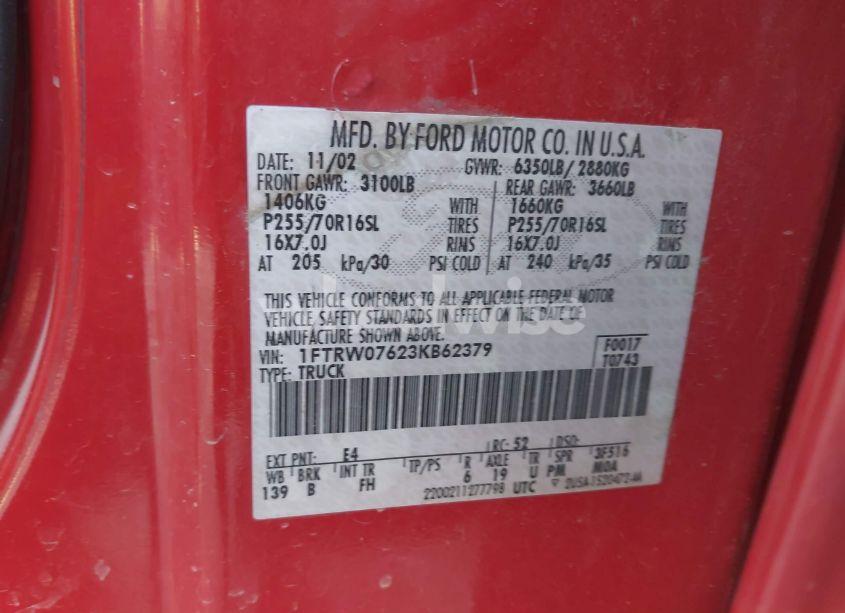 MFD. BY FORD MOTOR CO. IN U.S.A.
DATE: 11/02 GVWR: 6350LB/ 2880KG
FRONT GAWR: 3100LB REAR GAWR: 3660LB
1406KG WITH 1660KG WITH
P255/70R16SL TIRES P255/70R16SL TIRES
16X7.0J RIMS 16X7.0J RIMS
AT 205 kPa/30 PSI COLD AT 240 kPa/35 PSI COLD
THIS VEHICLE CONFORMS TO ALL APPLICABLE FEDERAL MOTOR
VEHICLE SAFETY STANDARDS IN EFFECT ON THE DATE OF
MANUFACTURE SHOWN ABOVE.
VIN: 1FTRW07623KB62379 F0017
TYPE: TRUCK T0743
EXT PNT: E4 RC: 52 DSO:
WB BRK INT TR TP/PS R AXLE TR SPR 3F516
139 B FH 6 19 U PM MOA
2200211277798 UTC